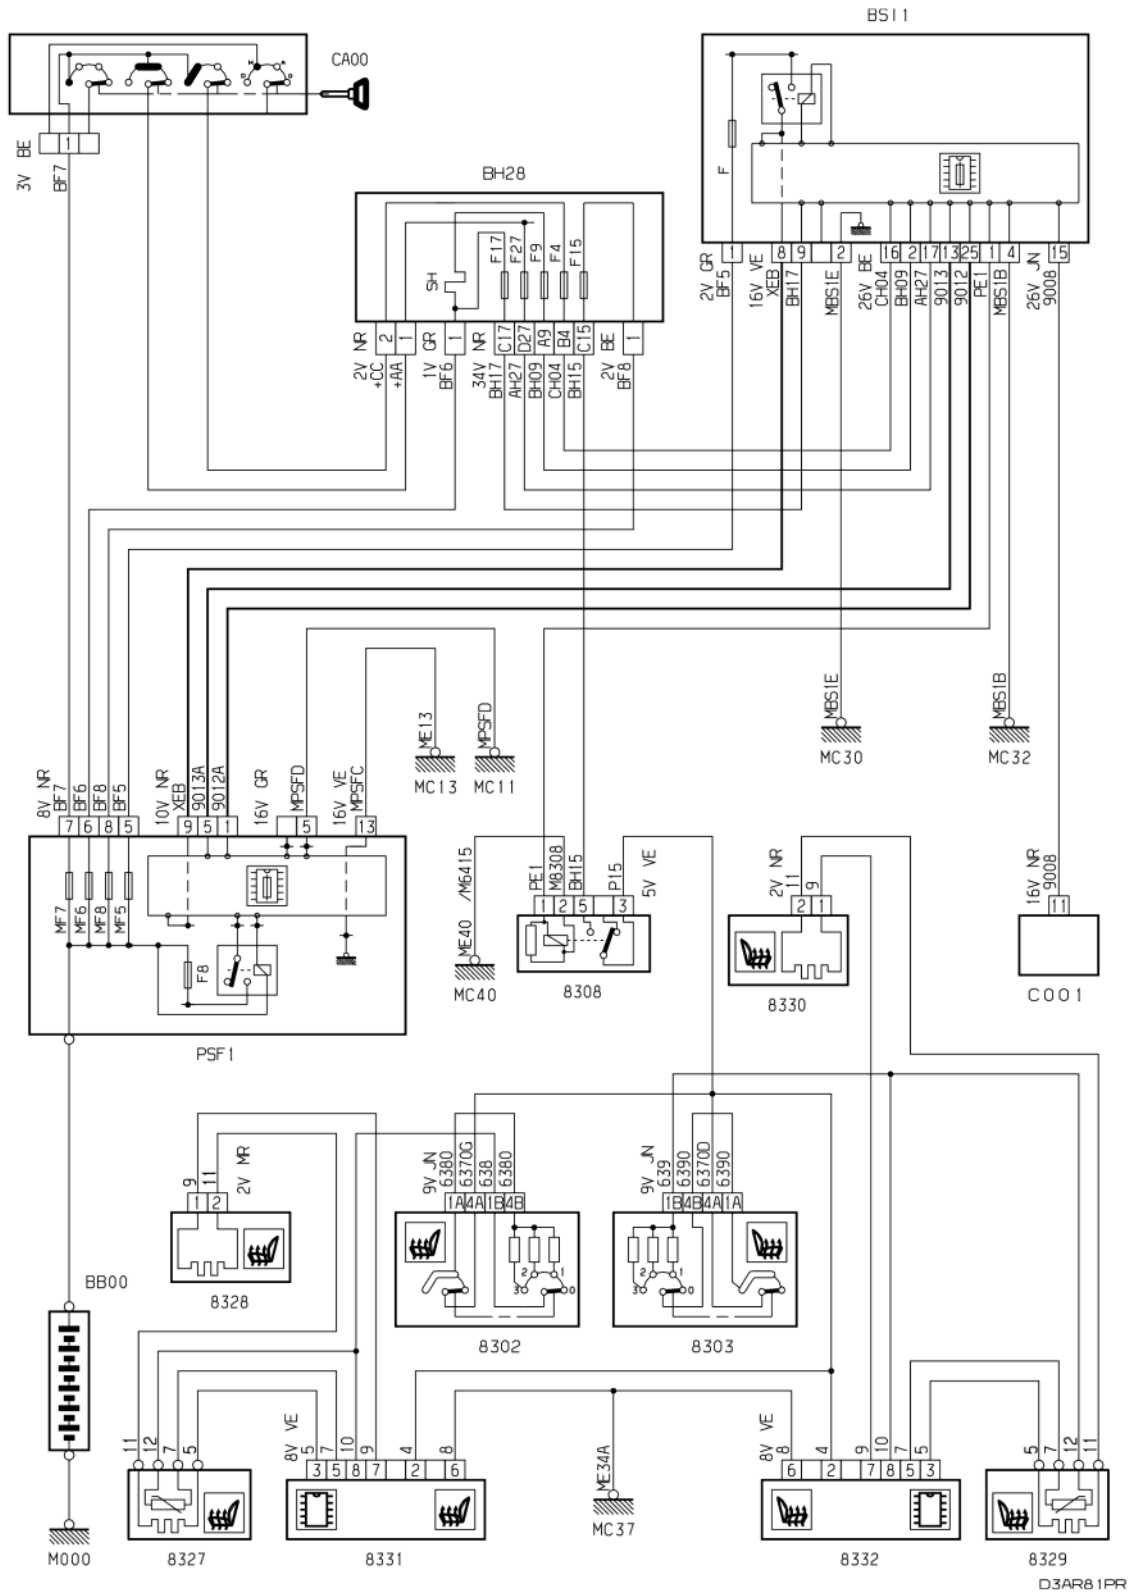 BSI1
CA00
H
A
D
D
3V BE
1
BF7
BH28
F
SH
F17
F27
F9
F4
F15
2V NR
+CC
2
+AA
1
1V GR
BF6
1
34V NR
BH17
C17
AH27
D27
BH09
A9
CH04
B4
BH15
C15
2V BE
BF8
1
2V GR
BF5
1
16V VE
XEB
8
BH17
9
MBS1E
2
26V BE
CH04
16
BH09
2
AH27
17
9013
13
9012
25
PE1
1
MBS1B
4
26V JN
9008
15
ME13
MC13
MPSFD
MC11
MBS1E
MC30
MBS1B
MC32
8V NR
BF7
7
BF6
6
BF8
8
BF5
5
10V NR
XEB
9
9013A
5
9012A
1
16V GR
MPSFD
5
16V VE
MPSFC
13
MF7
MF6
MF8
MF5
F8
PSF1
ME40 /M6415
MC40
PE1
1
M8308
2
BH15
5
P15
3
5V VE
8308
2V NR
11
9
2
1
8330
16V NR
9008
11
C001
9
11
2V MR
1
2
8328
9V JN
6380
6370G
638
6380
1A
4A
1B
4B
2
1
3
0
8302
9V JN
639
6390
6370D
6390
1B
4B
4A
1A
2
1
3
0
8303
BB00
M000
11
12
7
5
8327
8V VE
5
7
10
9
4
8
3
5
8
7
2
6
8331
ME34A
MC37
8V VE
8
4
9
10
7
5
6
2
7
8
5
3
8332
5
7
12
11
8329
D3AR81PR